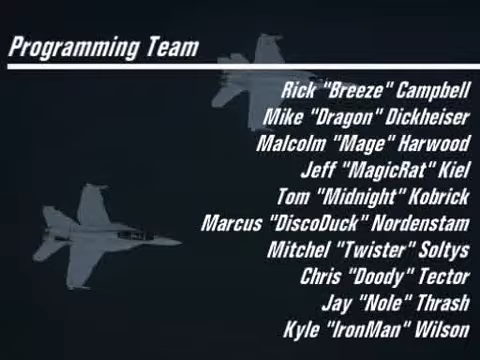 Programming Team
Rick "Breeze" Campbell
Mike "Dragon" Dickheiser
Malcolm "Mage" Harwood
Jeff "MagicRat" Kiel
Tom "Midnight" Kobrick
Marcus "DiscoDuck" Nordenstam
Mitchel "Twister" Soltys
Chris "Doody" Tector
Jay "Nole" Thrash
Kyle "IronMan" Wilson